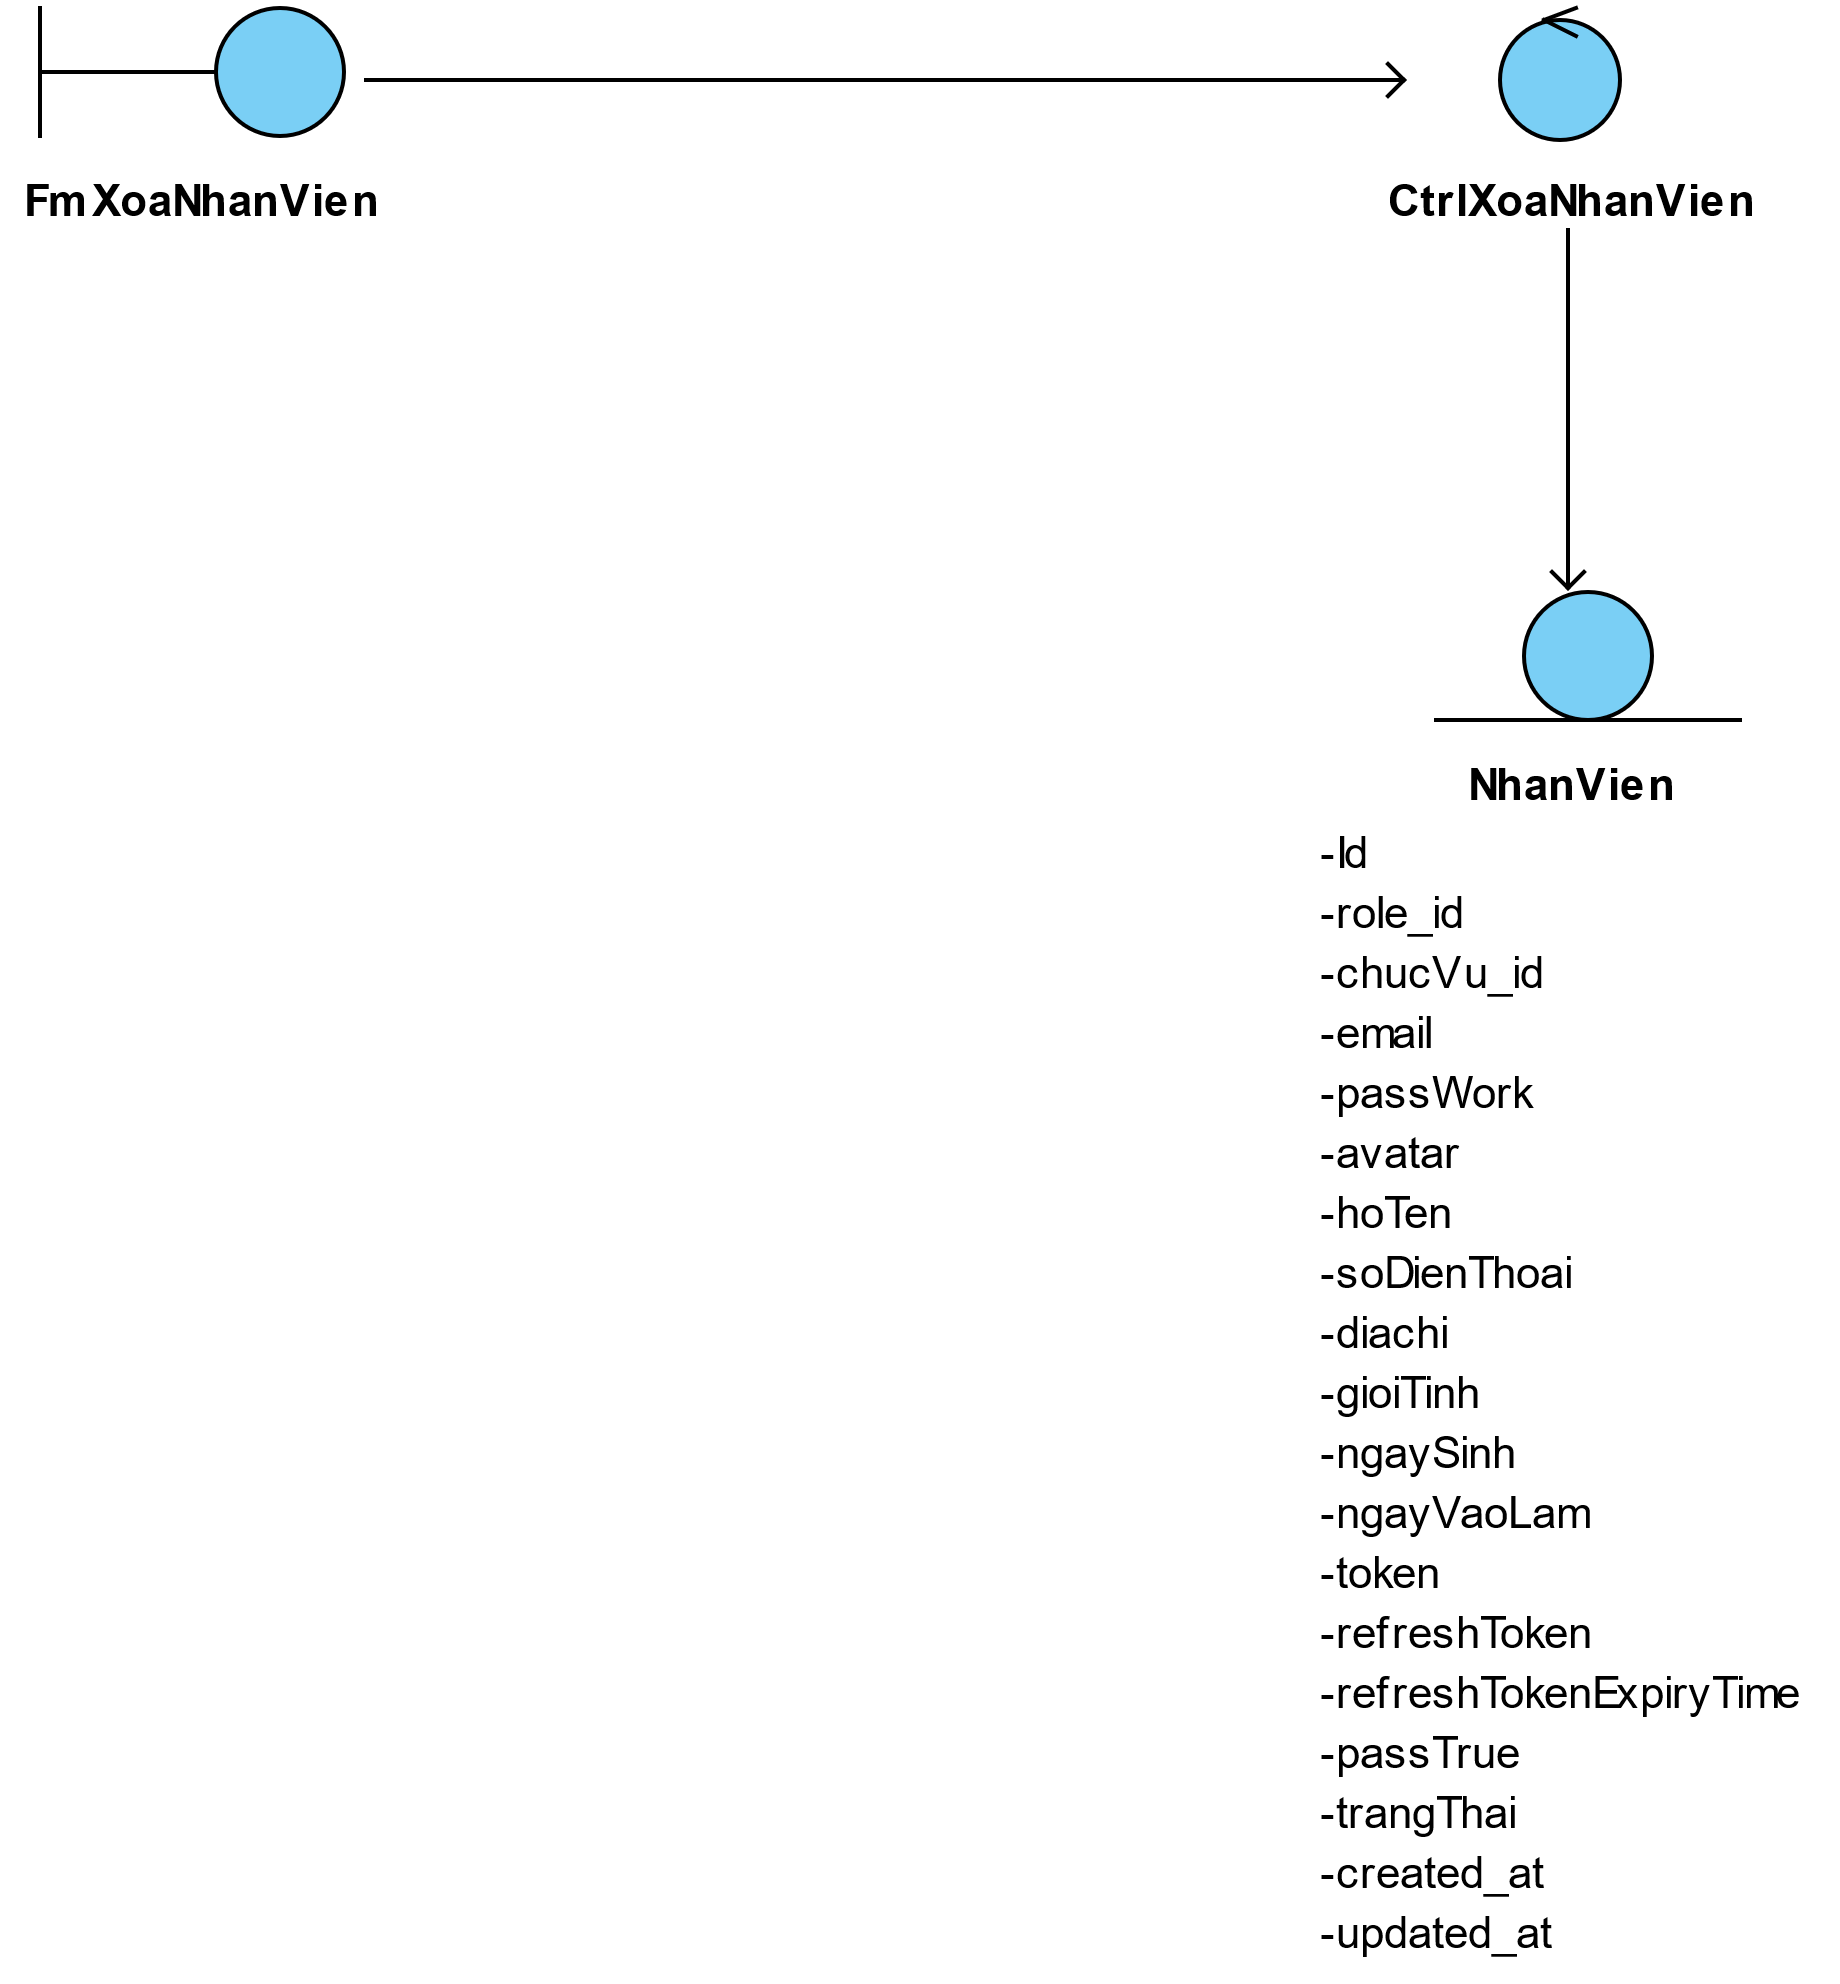 FmXoaNhanVien
CtrlXoaNhanVien
NhanVien
-Id
-role_id
-chucVu_id
-email
-passWork
-avatar
-hoTen
-soDienThoai
-diachi
-gioiTinh
-ngaySinh
-ngayVaoLam
-token
-refreshToken
-refreshTokenExpiryTime
-passTrue
-trangThai
-created_at
-updated_at